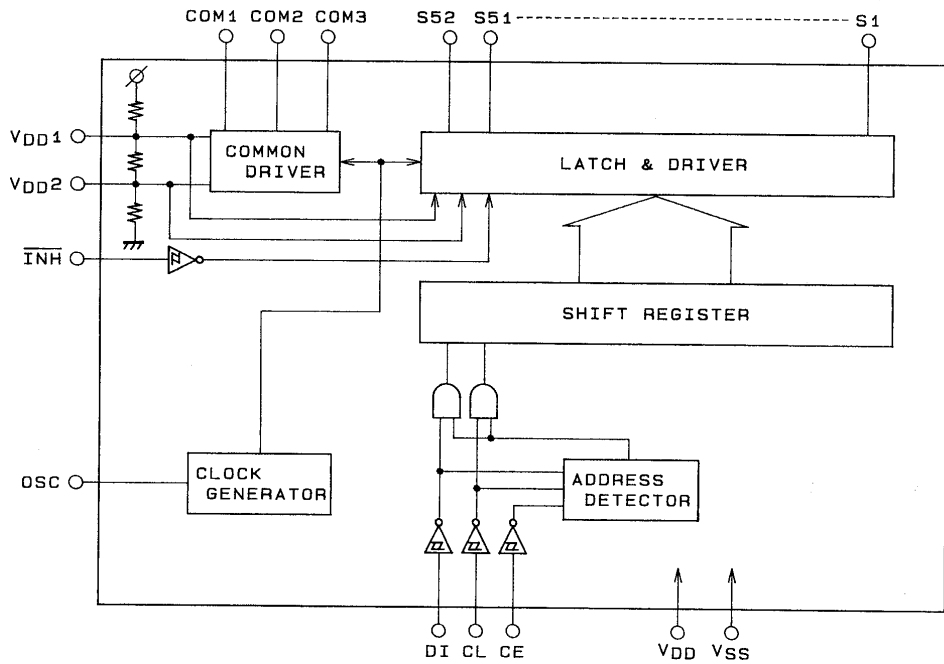 COM1 COM2 COM3 S52 S51 S1
VDD1
COMMON
DRIVER
LATCH & DRIVER
VDD2
INH
SHIFT REGISTER
OSC
CLOCK
GENERATOR
ADDRESS
DETECTOR
DI CL CE VDD VSS